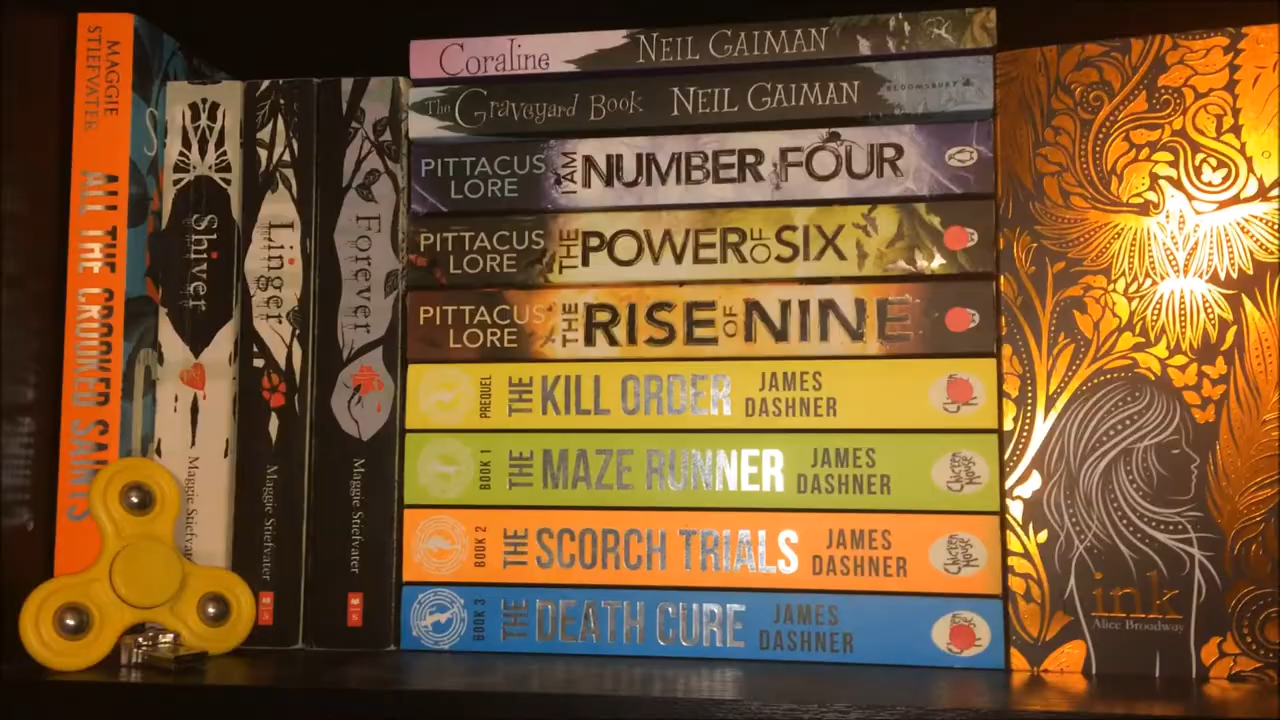 MAGGIE
STIEFVATER
ALL THE CROOKED SAINTS
S
Shiver
Maggie Stiefvater
Linger
Maggie Stiefvater
Forever
Maggie Stiefvater
Coraline NEIL GAIMAN
The Graveyard Book NEIL GAIMAN BLOOMSBURY
PITTACUS
LORE
I AM NUMBER FOUR
PITTACUS
LORE
THE POWER OF SIX
PITTACUS
LORE
THE RISE OF NINE
PREQUEL THE KILL ORDER
JAMES
DASHNER
BOOK 1 THE MAZE RUNNER
JAMES
DASHNER
CHICKEN
HOUSE
BOOK 2 THE SCORCH TRIALS
JAMES
DASHNER
CHICKEN
HOUSE
BOOK 3 THE DEATH CURE
JAMES
DASHNER
ink
Alice Broadway